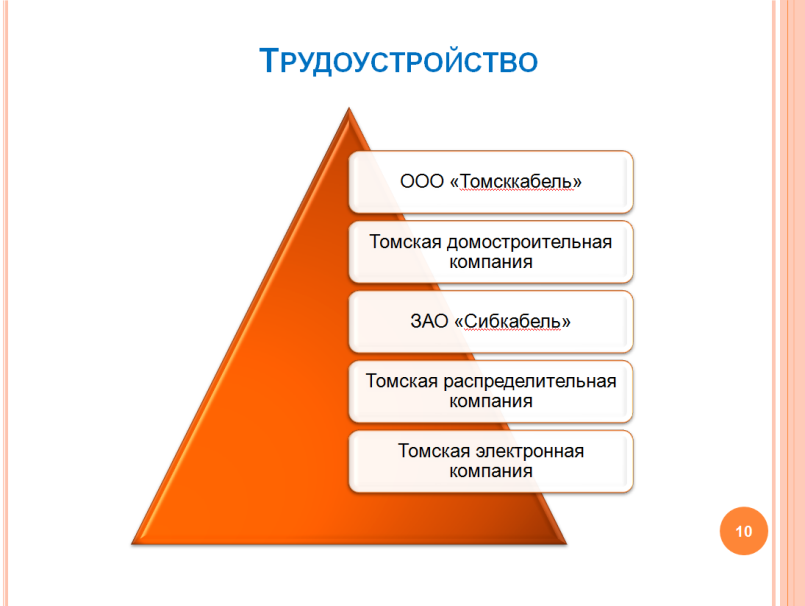 Трудоустройство
ООО «Томсккабель»
Томская домостроительная
компания
ЗАО «Сибкабель»
Томская распределительная
компания
Томская электронная
компания
10